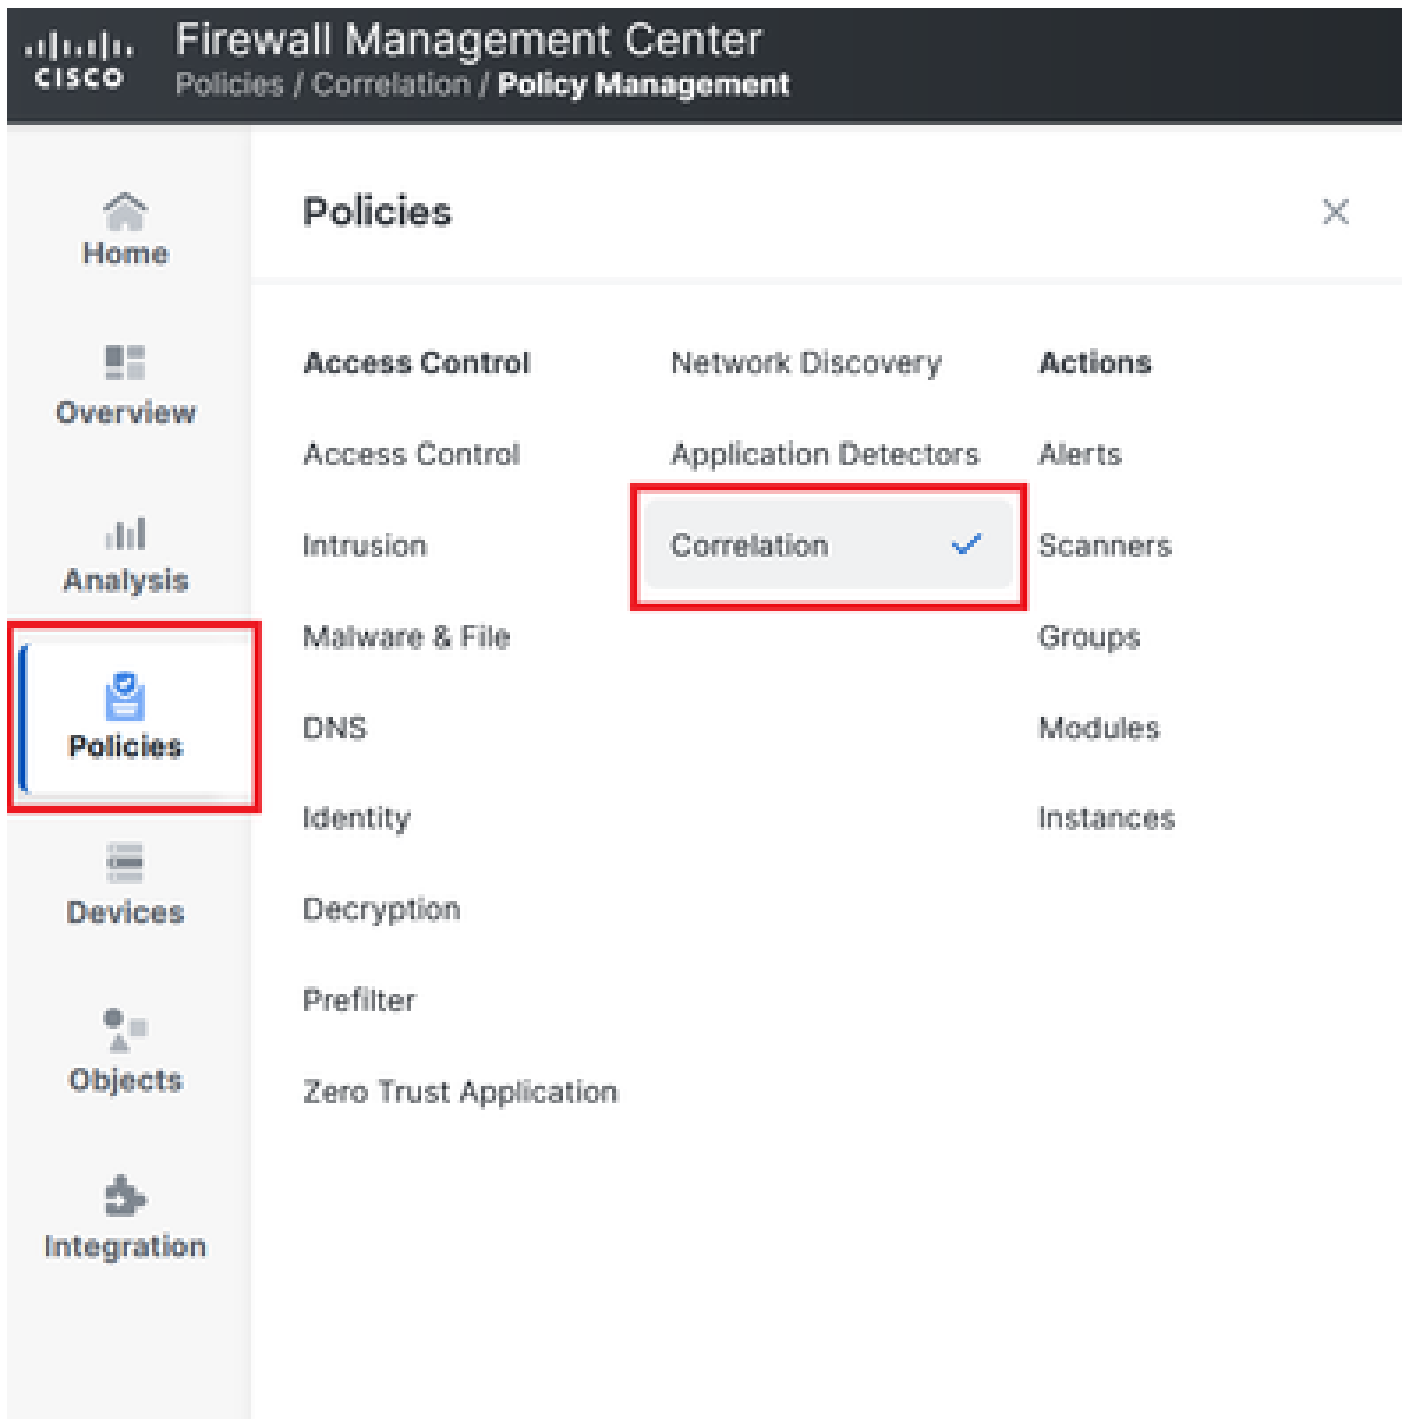 Firewall Management Center
CISCO
Policies / Correlation / Policy Management
Home
Overview
Analysis
Policies
Devices
Objects
Integration
Policies
Access Control
Access Control
Intrusion
Malware & File
DNS
Identity
Decryption
Prefilter
Zero Trust Application
Network Discovery
Application Detectors
Correlation
Actions
Alerts
Scanners
Groups
Modules
Instances